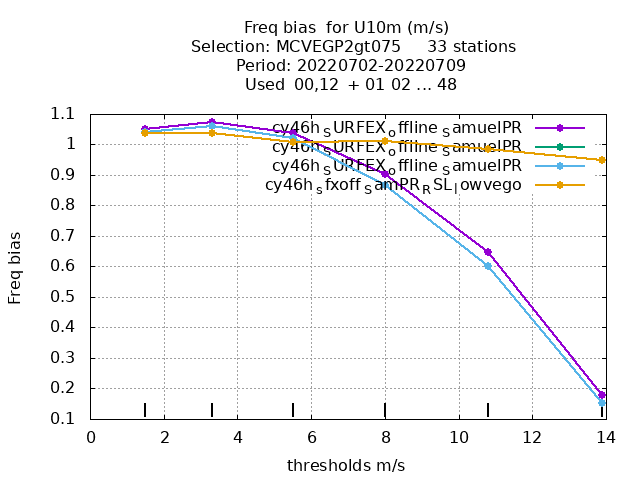 Freq bias  for U10m (m/s)
Selection: MCVEGP2gt075     33 stations
Period: 20220702-20220709
Used  00,12  + 01 02 ... 48
1.1
1
0.9
0.8
0.7
0.6
0.5
0.4
0.3
0.2
0.1
Freq bias
cy46h_SURFEX_offline_SamuelPR
cy46h_SURFEX_offline_SamuelPR
cy46h_SURFEX_offline_SamuelPR
cy46h_sfxoff_SamPR_RSL_lowvego
0 2 4 6 8 10 12 14
thresholds m/s